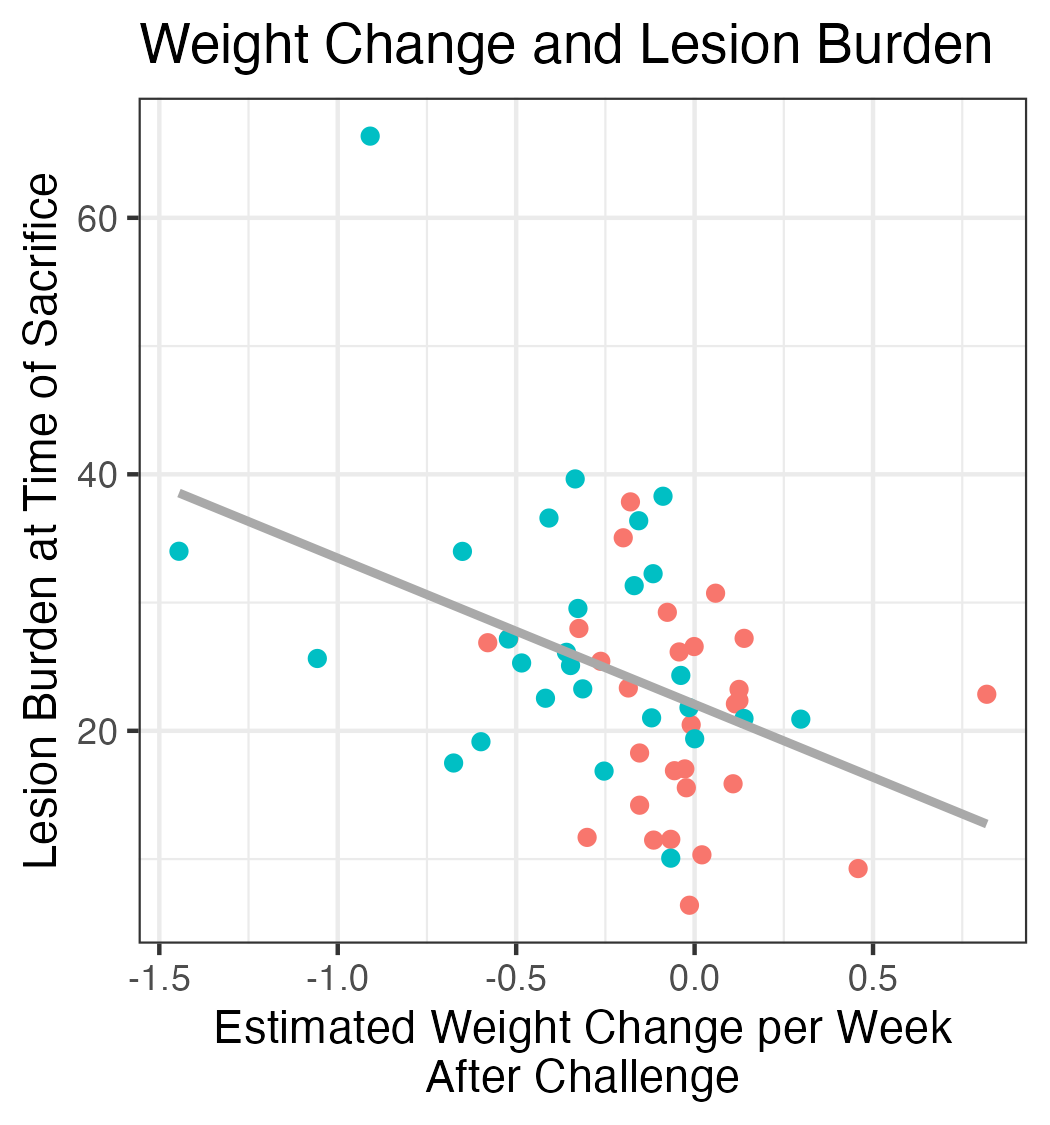 Weight Change and Lesion Burden
Lesion Burden at Time of Sacrifice
60
40
20
-1.5
-1.0
-0.5
0.0
0.5
Estimated Weight Change per Week
After Challenge